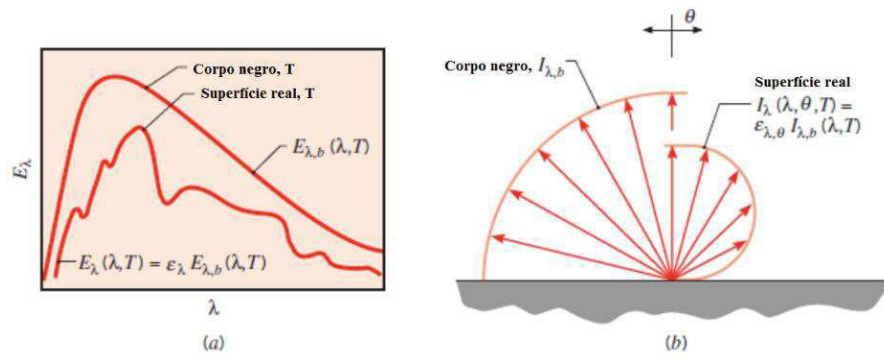 Corpo negro, T
Superfície real, T
E_λ,b (λ,T)
E_λ
E_λ (λ,T) = ε_λ E_λ,b (λ,T)
λ
(a)
θ
Corpo negro, I_λ,b
Superfície real
I_λ (λ,θ,T) =
ε_λ,θ I_λ,b (λ,T)
(b)